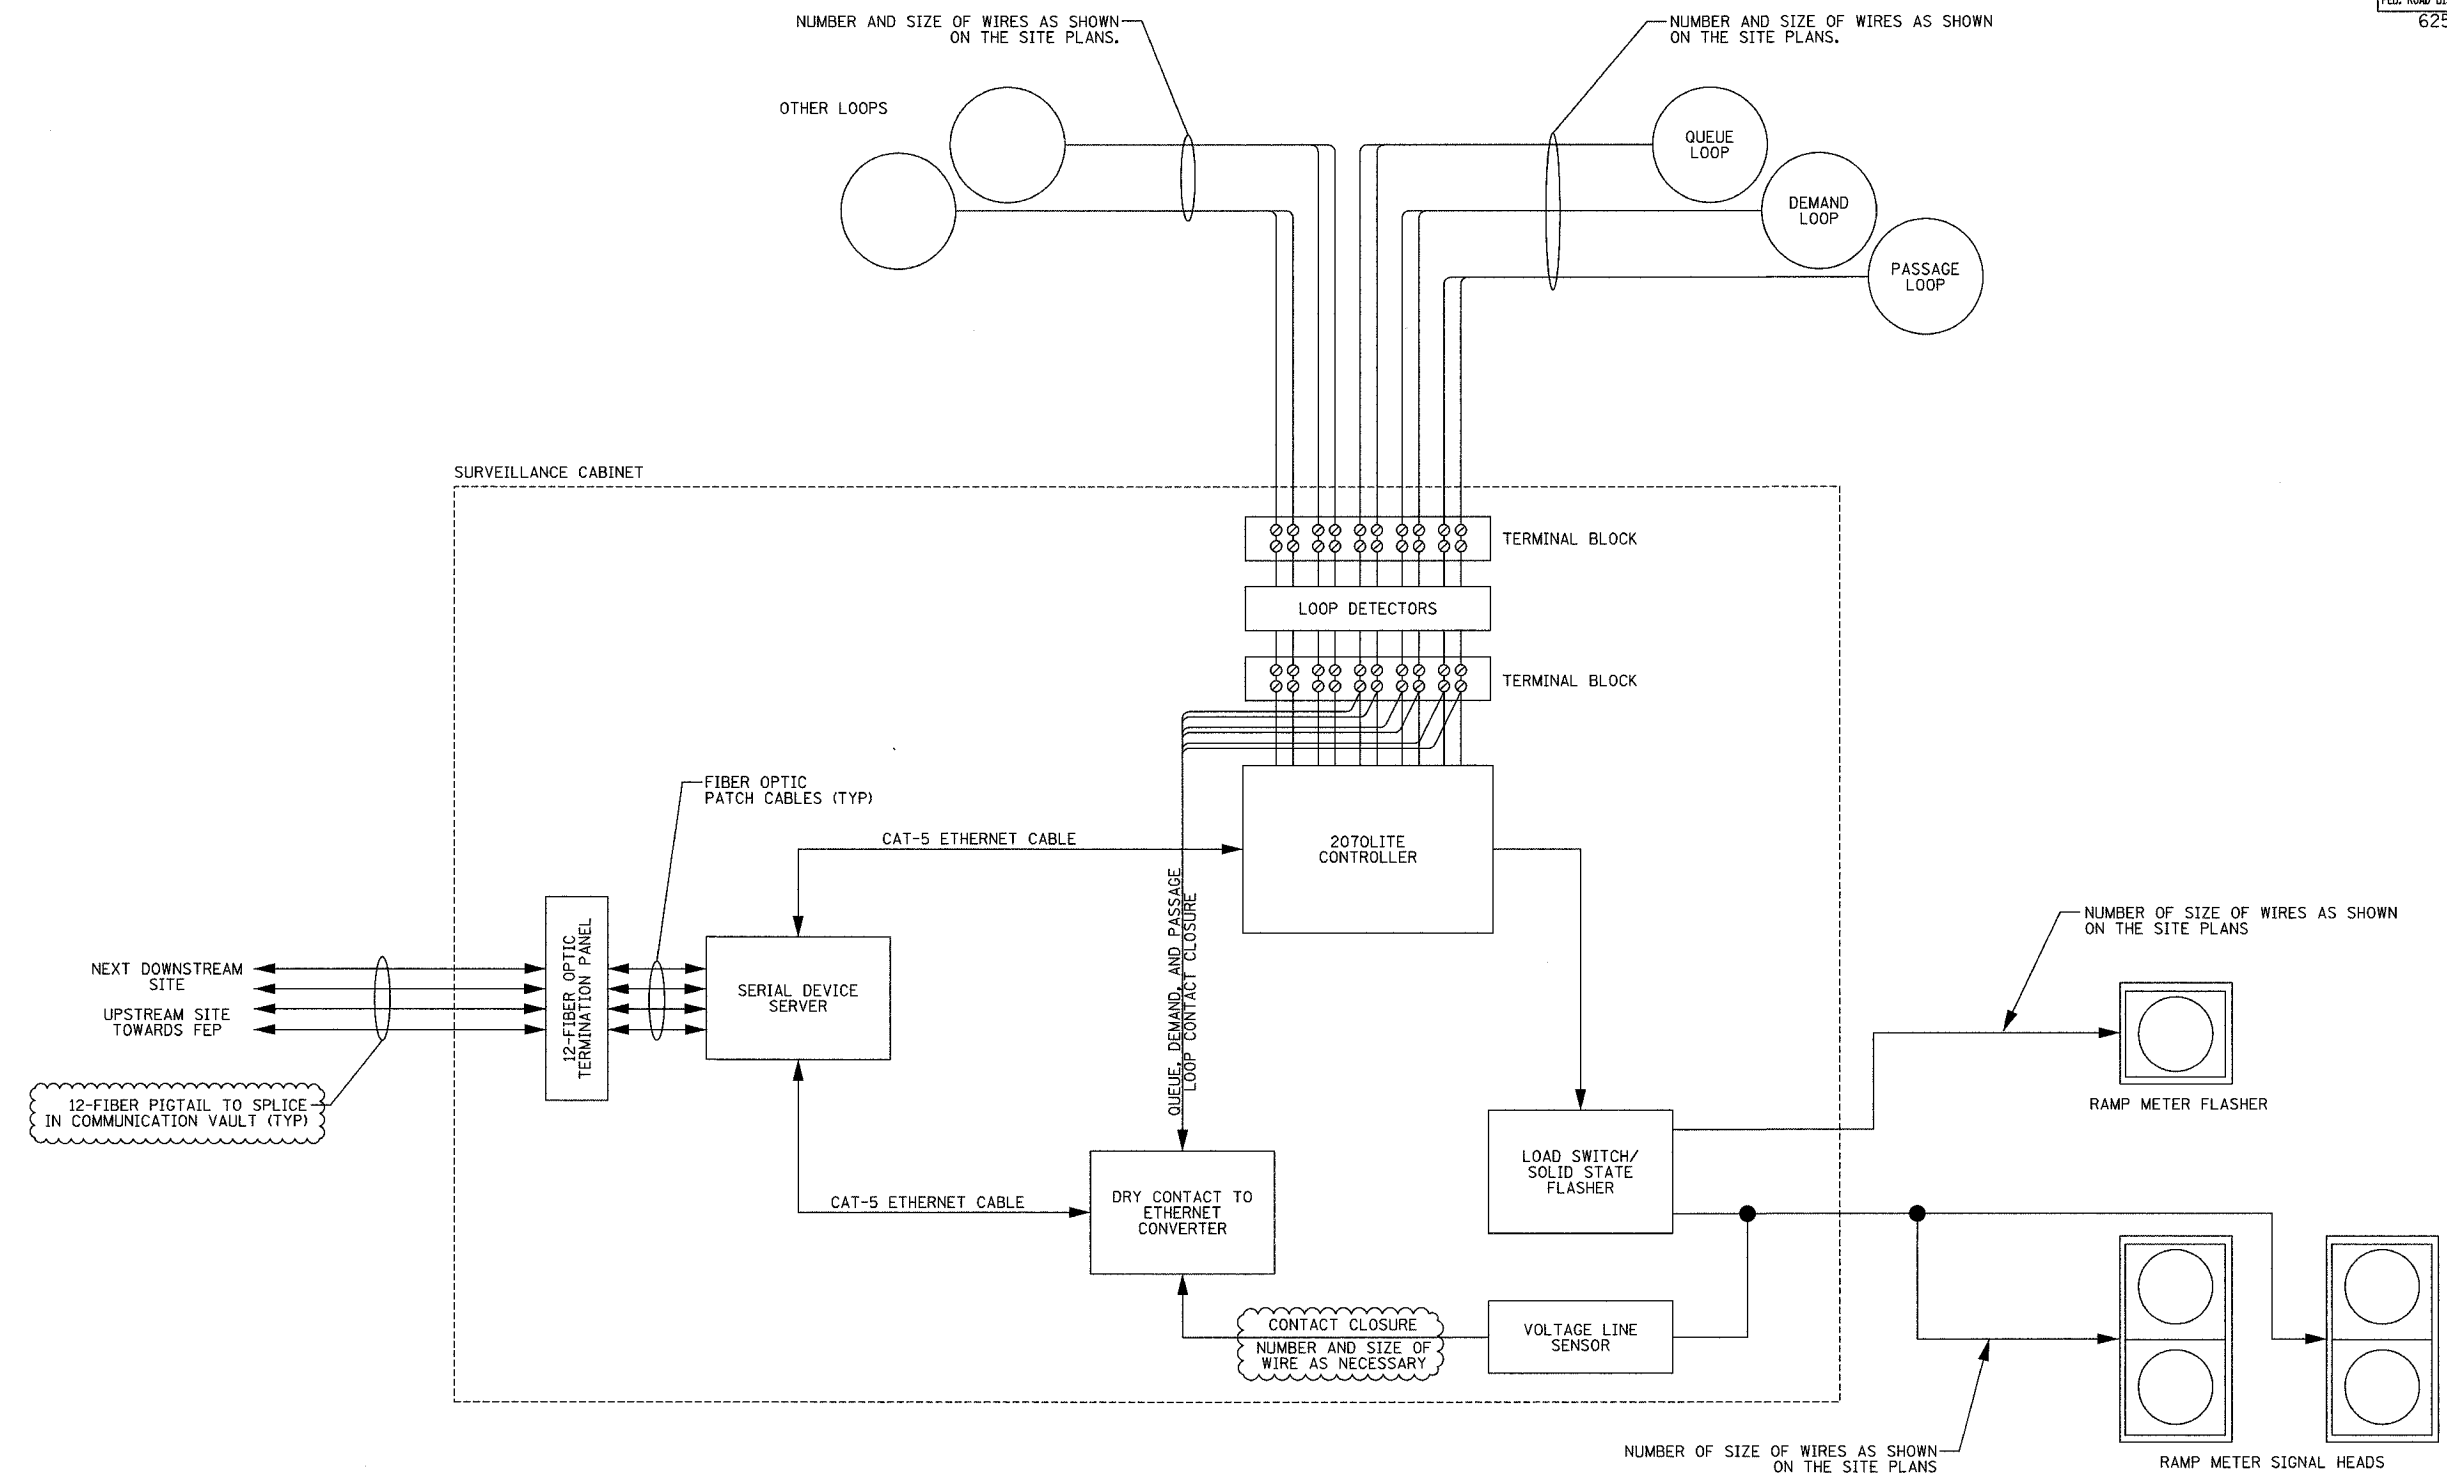 FED. ROAD
625
NUMBER AND SIZE OF WIRES AS SHOWN
ON THE SITE PLANS.
NUMBER AND SIZE OF WIRES AS SHOWN
ON THE SITE PLANS.
OTHER LOOPS
QUEUE
LOOP
DEMAND
LOOP
PASSAGE
LOOP
SURVEILLANCE CABINET
TERMINAL BLOCK
LOOP DETECTORS
TERMINAL BLOCK
FIBER OPTIC
PATCH CABLES (TYP)
CAT-5 ETHERNET CABLE
2070LITE
CONTROLLER
QUEUE, DEMAND, AND PASSAGE
LOOP CONTACT CLOSURE
NUMBER OF SIZE OF WIRES AS SHOWN
ON THE SITE PLANS
12-FIBER OPTIC
TERMINATION PANEL
NEXT DOWNSTREAM
SITE
UPSTREAM SITE
TOWARDS FEP
SERIAL DEVICE
SERVER
12-FIBER PIGTAIL TO SPLICE
IN COMMUNICATION VAULT (TYP)
RAMP METER FLASHER
LOAD SWITCH/
SOLID STATE
FLASHER
CAT-5 ETHERNET CABLE
DRY CONTACT TO
ETHERNET
CONVERTER
CONTACT CLOSURE
NUMBER AND SIZE OF
WIRE AS NECESSARY
VOLTAGE LINE
SENSOR
NUMBER OF SIZE OF WIRES AS SHOWN
ON THE SITE PLANS
RAMP METER SIGNAL HEADS